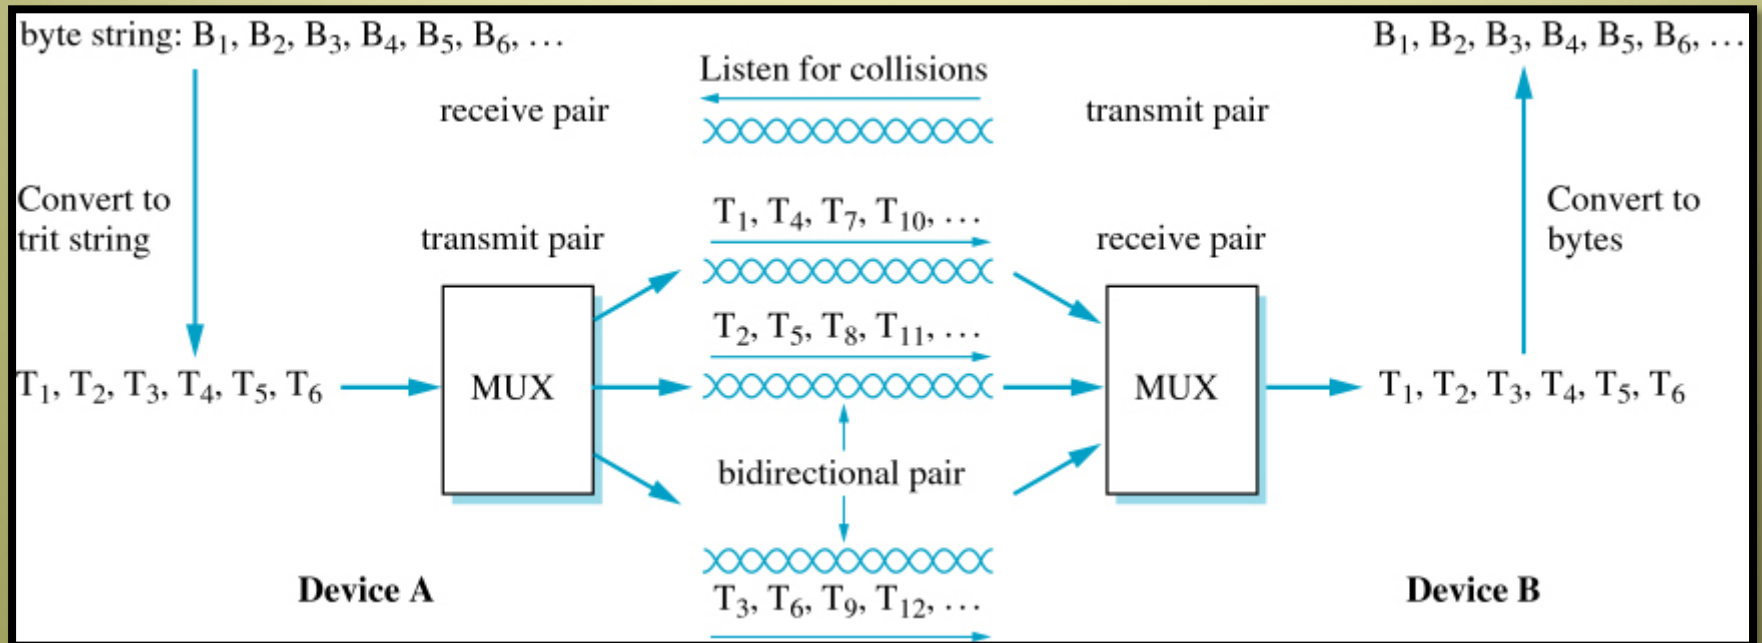 byte string: B₁, B₂, B₃, B₄, B₅, B₆, …
B₁, B₂, B₃, B₄, B₅, B₆, …
Listen for collisions
receive pair
transmit pair
Convert to
trit string
T₁, T₄, T₇, T₁₀, …
Convert to
bytes
transmit pair
receive pair
T₂, T₅, T₈, T₁₁, …
T₁, T₂, T₃, T₄, T₅, T₆
MUX
MUX
T₁, T₂, T₃, T₄, T₅, T₆
bidirectional pair
Device A
T₃, T₆, T₉, T₁₂, …
Device B